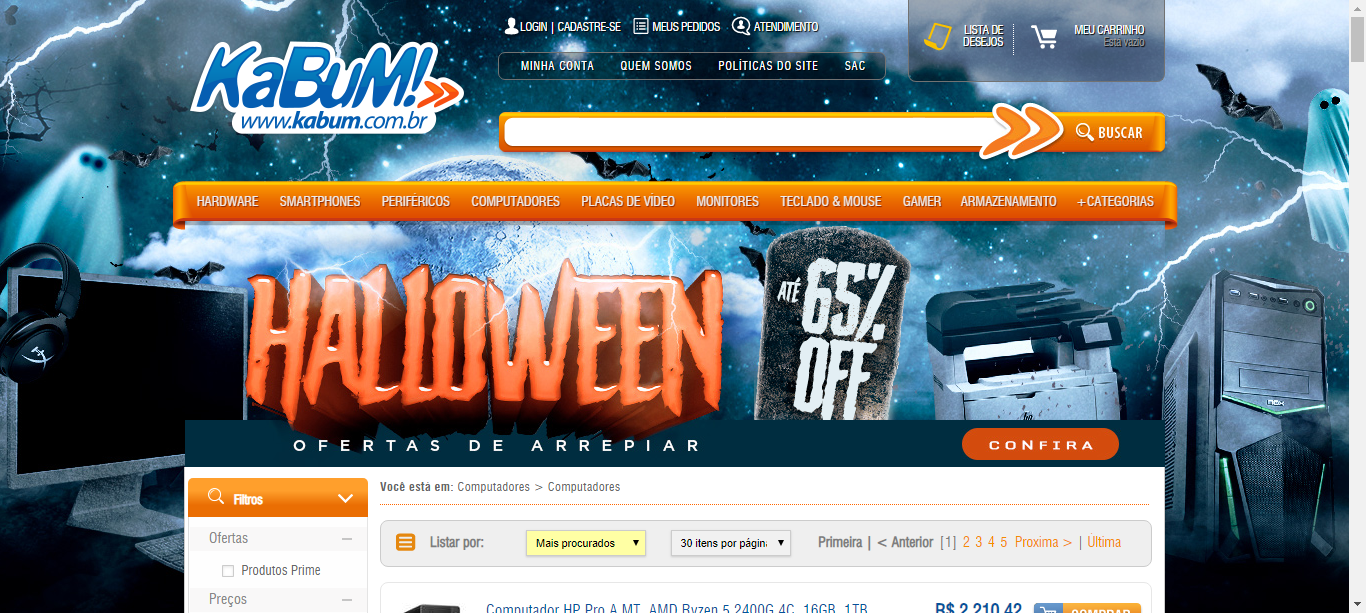 LOGIN | CADASTRE-SE MEUS PEDIDOS ATENDIMENTO
LISTA DE DESEJOS
MEU CARRINHO
Está vazio
KaBuM!
www.kabum.com.br
MINHA CONTA QUEM SOMOS POLÍTICAS DO SITE SAC
BUSCAR
HARDWARE SMARTPHONES PERIFÉRICOS COMPUTADORES PLACAS DE VÍDEO MONITORES TECLADO & MOUSE GAMER ARMAZENAMENTO +CATEGORIAS
HALLOWEEN
ATÉ 65%
OFF
hp
NOX
OFERTAS DE ARREPIAR
CONFIRA
Filtros
Você está em: Computadores > Computadores
Ofertas
Produtos Prime
Preços
Listar por: Mais procurados 30 itens por página Primeira | < Anterior [1] 2 3 4 5 Proxima > | Última
Computador HP Pro A MT, AMD Ryzen 5 2400G 4C, 16GB, 1TB
R$ 2.210,42
COMPRAR